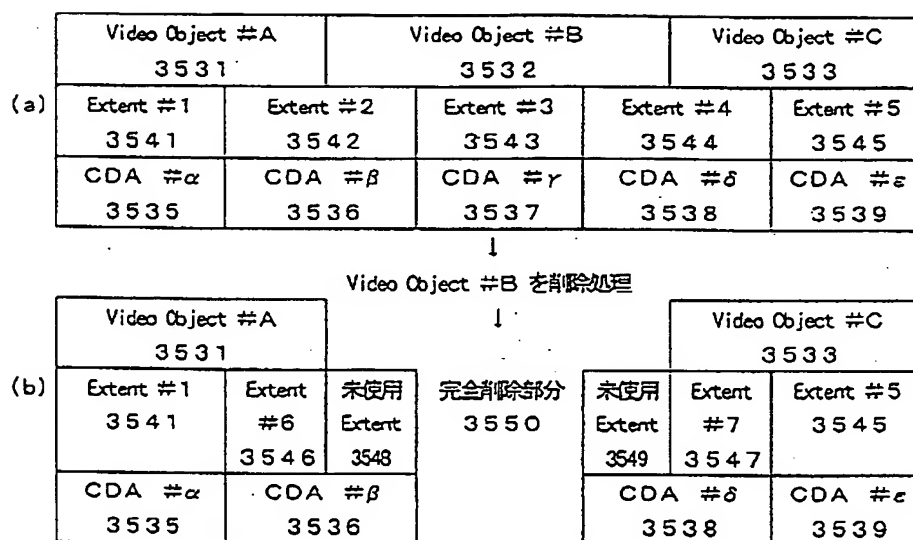 Video Object #A Video Object #B Video Object #C
3531 3532 3533
(a)
Extent #1 Extent #2 Extent #3 Extent #4 Extent #5
3541 3542 3543 3544 3545
CDA #α CDA #β CDA #γ CDA #δ CDA #ε
3535 3536 3537 3538 3539
↓
Video Object #B を削除処理
↓
Video Object #A Video Object #C
3531 3533
(b)
Extent #1 Extent 未使用 完全削除部分 未使用 Extent Extent #5
3541 #6 Extent 3550 Extent #7 3545
3546 3548 3549 3547
CDA #α CDA #β CDA #δ CDA #ε
3535 3536 3538 3539